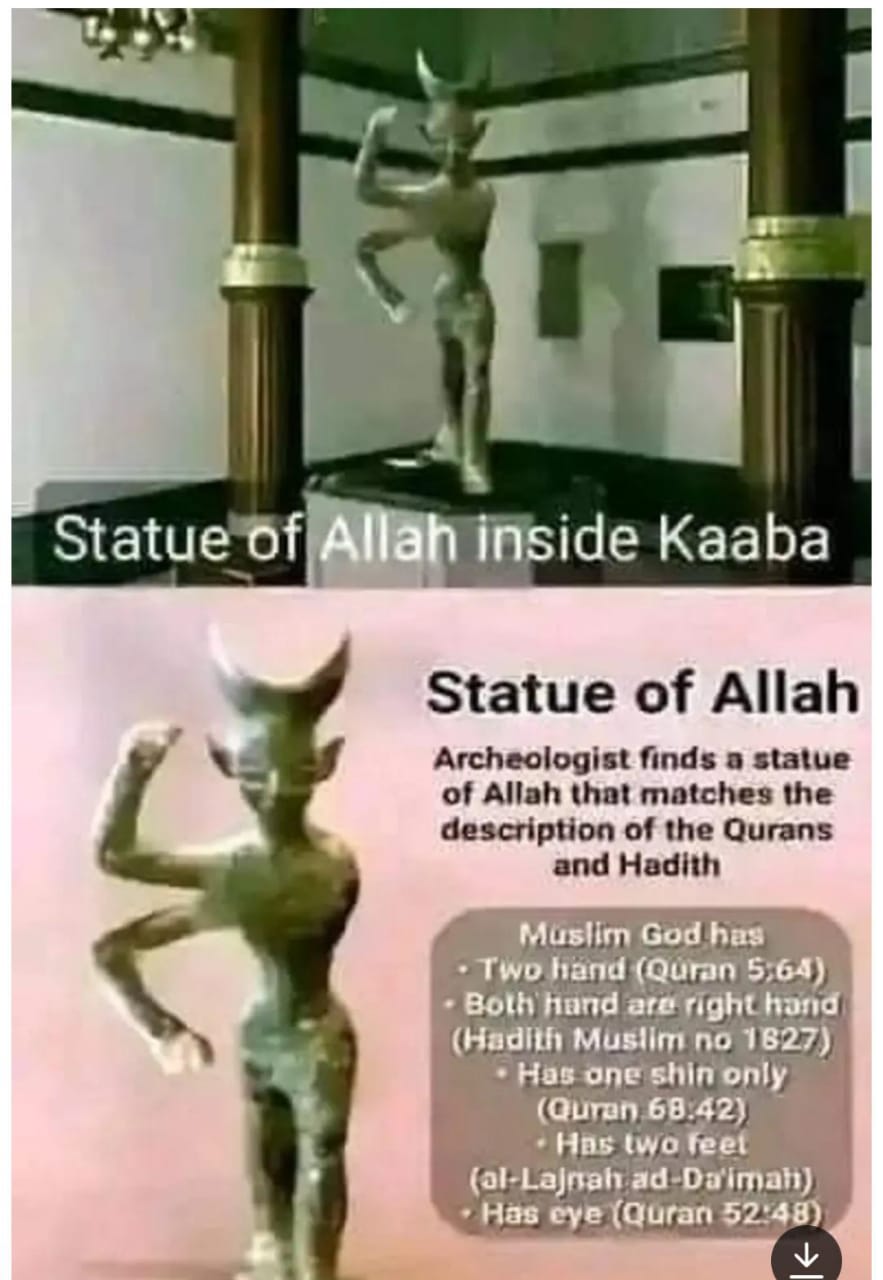 Statue of Allah inside Kaaba
Statue of Allah
Archeologist finds a statue
of Allah that matches the
description of the Qurans
and Hadith
Muslim God has
• Two hand (Quran 5:64)
• Both hand are right hand
(Hadith Muslim no 1827)
• Has one shin only
(Quran 68:42)
• Has two feet
(al-Lajnah ad-Da'imah)
• Has eye (Quran 52:48)